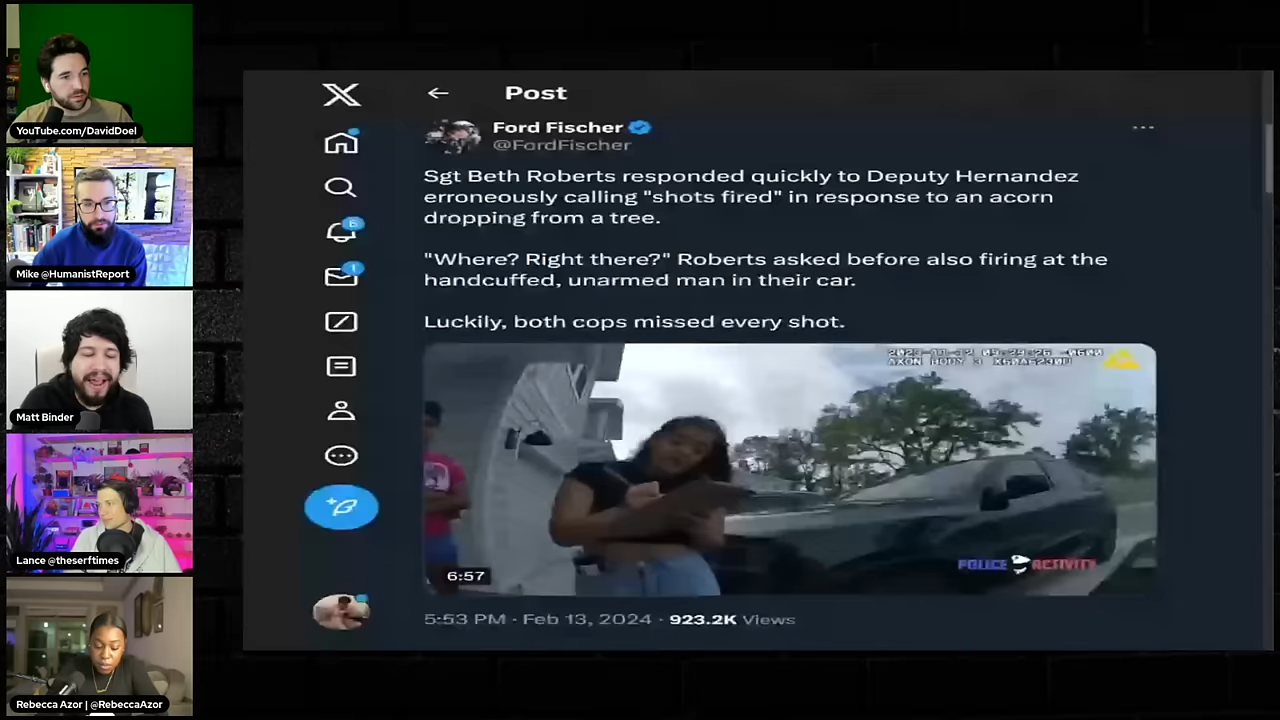 YouTube.com/DavidDoel
Mike @HumanistReport
Matt Binder
Lance @theserftimes
Rebecca Azor | @RebeccaAzor
Post
Ford Fischer
@FordFischer
Sgt Beth Roberts responded quickly to Deputy Hernandez
erroneously calling "shots fired" in response to an acorn
dropping from a tree.
"Where? Right there?" Roberts asked before also firing at the
handcuffed, unarmed man in their car.
Luckily, both cops missed every shot.
AXON BODY 3
POLICE ACTIVITY
6:57
5:53 PM · Feb 13, 2024 · 923.2K Views